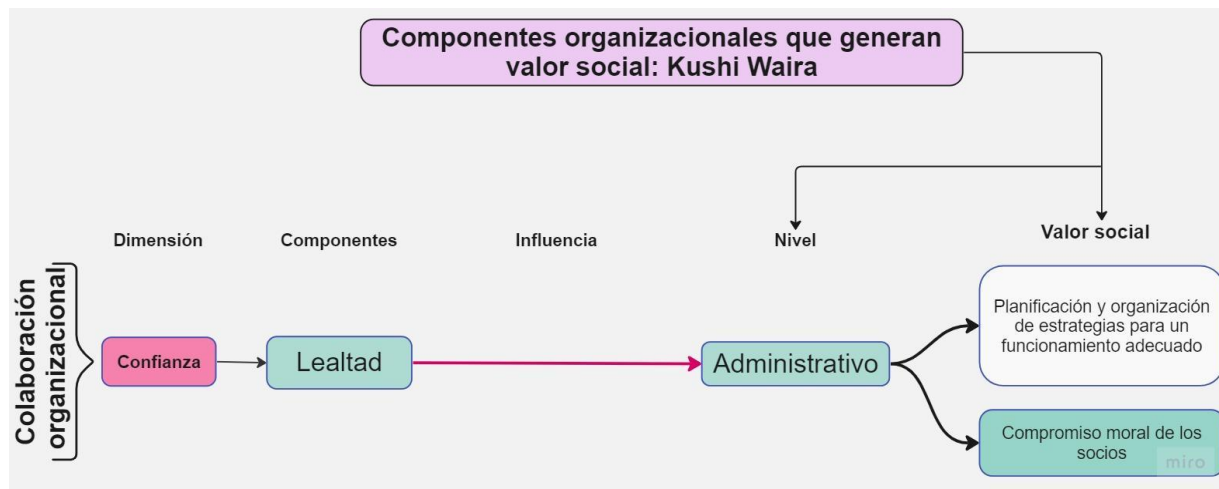 Componentes organizacionales que generan
valor social: Kushi Waira
Dimensión
Componentes
Influencia
Nivel
Valor social
Colaboración
organizacional
Confianza
Lealtad
Administrativo
Planificación y organización
de estrategias para un
funcionamiento adecuado
Compromiso moral de los
socios
miro